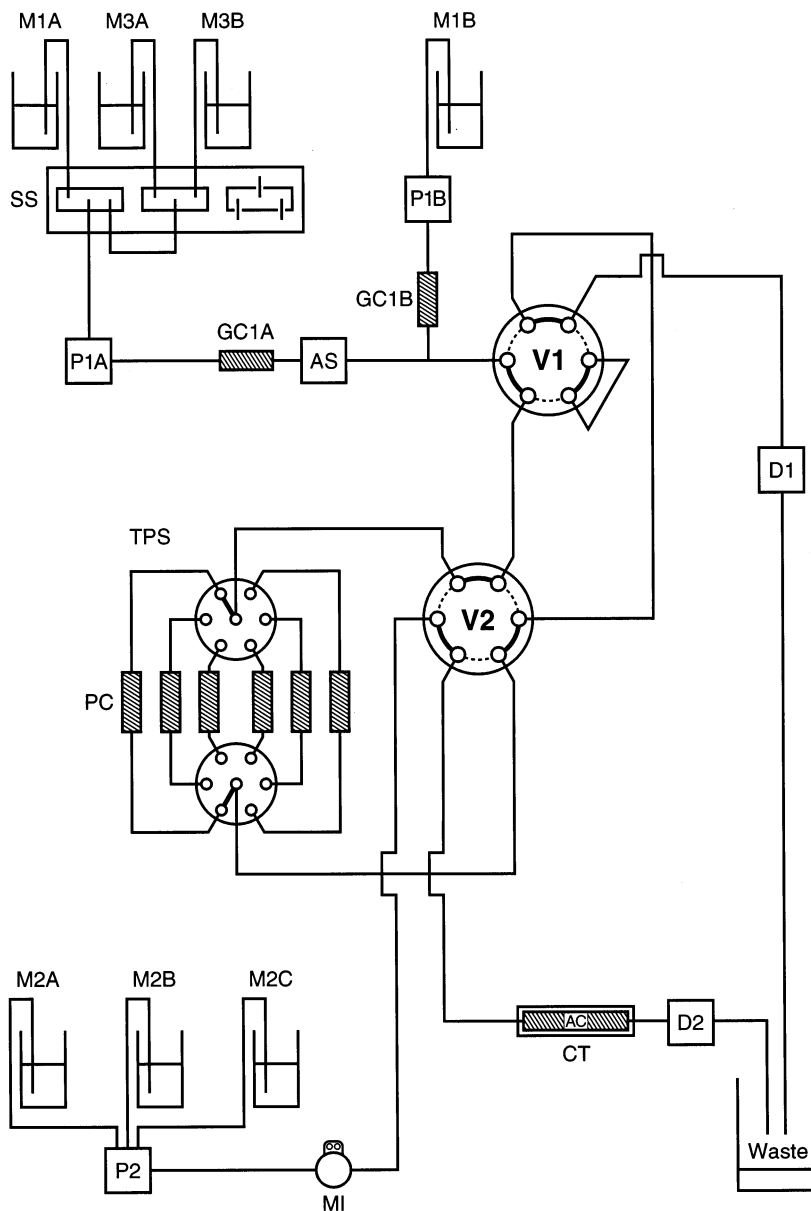 M1A M3A M3B M1B
SS
P1B
GC1B
GC1A
P1A
AS
V1
D1
TPS
V2
PC
M2A M2B M2C
AC
D2
CT
Waste
P2
MI